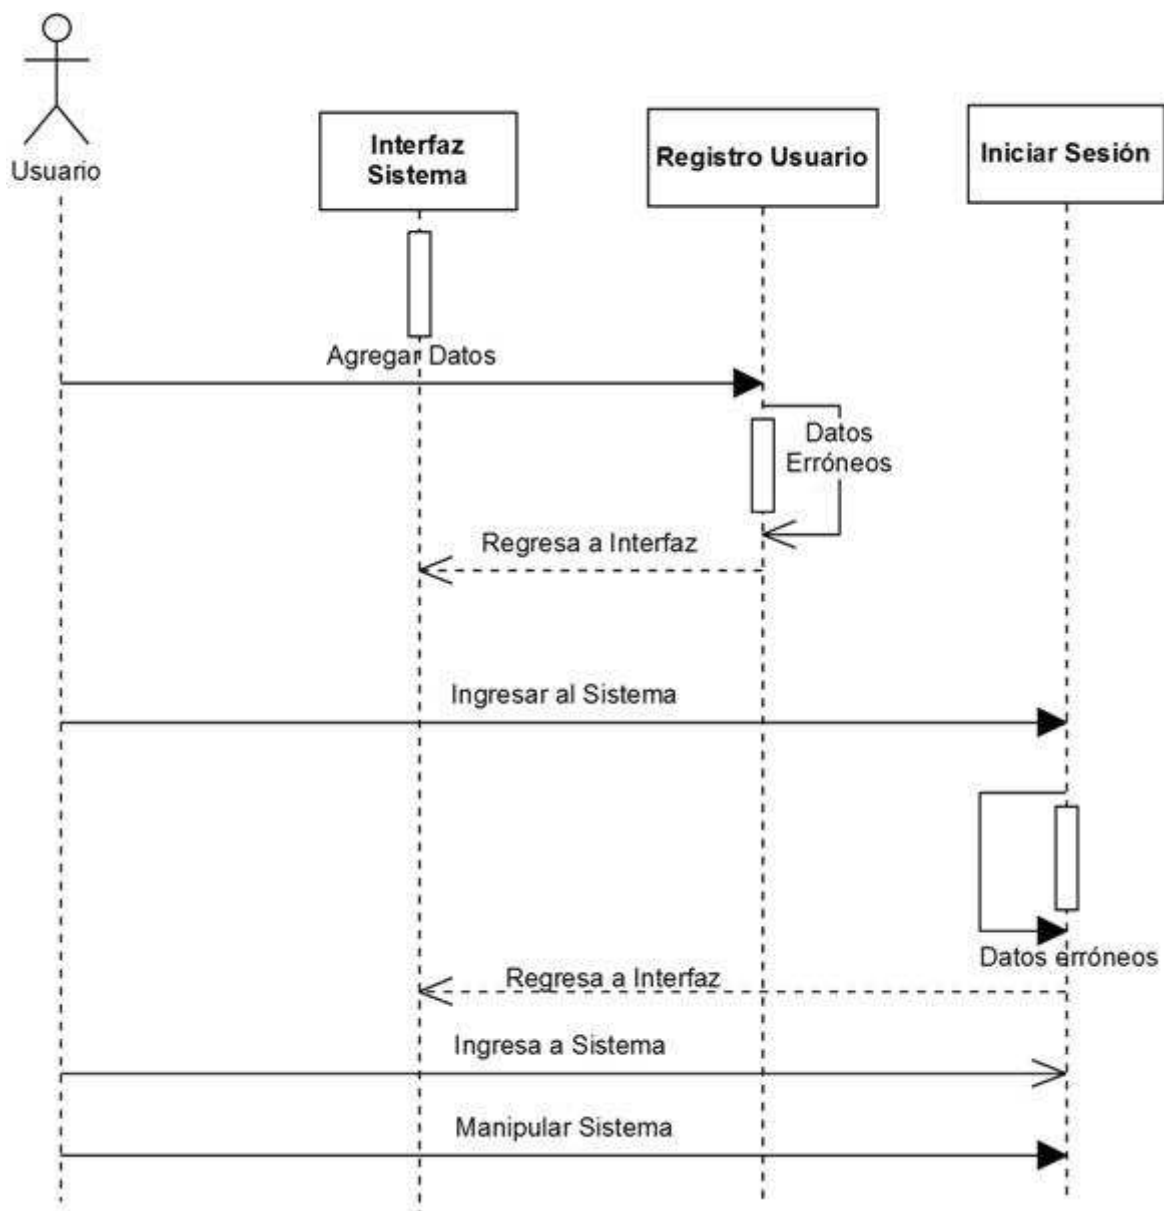 Usuario
Interfaz
Sistema
Registro Usuario
Iniciar Sesión
Agregar Datos
Datos
Erróneos
Regresa a Interfaz
Ingresar al Sistema
Datos erróneos
Regresa a Interfaz
Ingresa a Sistema
Manipular Sistema